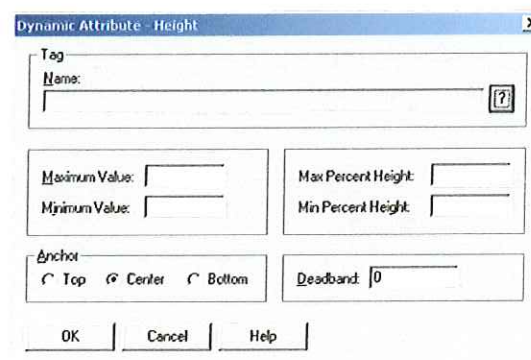 Dynamic Attribute - Height
Tag
Name:
?
Maximum Value:
Minimum Value:
Max Percent Height:
Min Percent Height:
Anchor
Top Center Bottom
Deadband: 0
OK Cancel Help